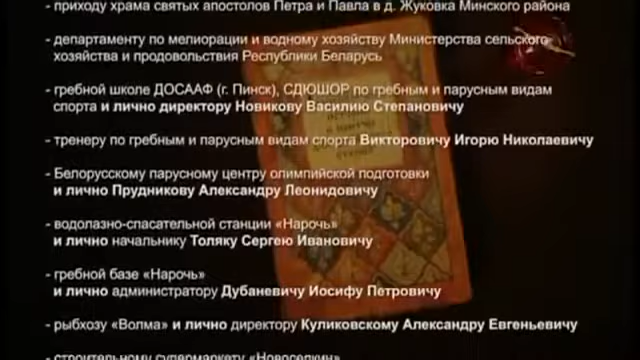 - приходу храма святых апостолов Петра и Павла в д. Жуковка Минского района
- департаменту по мелиорации и водному хозяйству Министерства сельского
хозяйства и продовольствия Республики Беларусь
- гребной школе ДОСААФ (г. Пинск), СДЮШОР по гребным и парусным видам
спорта и лично директору Новикову Василию Степановичу
- тренеру по гребным и парусным видам спорта Викторовичу Игорю Николаевичу
- Белорусскому парусному центру олимпийской подготовки
и лично Прудникову Александру Леонидовичу
- водолазно-спасательной станции «Нарочь»
и лично начальнику Толяку Сергею Ивановичу
- гребной базе «Нарочь»
и лично администратору Дубаневичу Иосифу Петровичу
- рыбхозу «Волма» и лично директору Куликовскому Александру Евгеньевичу
- строительному супермаркету «Новоселкин»